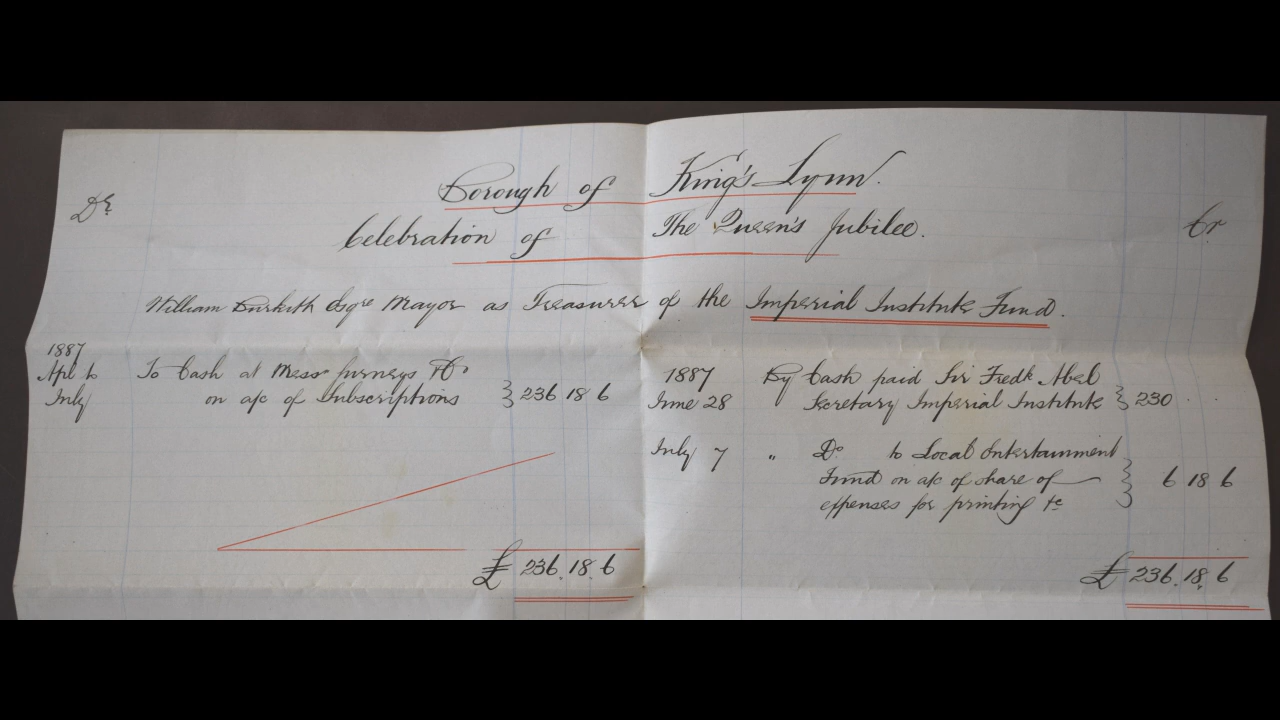 Borough of King's Lynn.
Dr Cr
Celebration of The Queen's Jubilee.
William Burkitt Esqre Mayor as Treasurer of the Imperial Institute Fund.
1887
Apl to
July
To Cash at Messrs Gurneys & Co
on a/c of Subscriptions } 236 18 6
£ 236. 18. 6
1887 By Cash paid Sir Fredk Abel
June 28 Secretary Imperial Institute } 230 . .
July 7 " Do to Local Entertainment
Fund on a/c of share of
expenses for printing &c } 6 18 6
£ 236. 18. 6